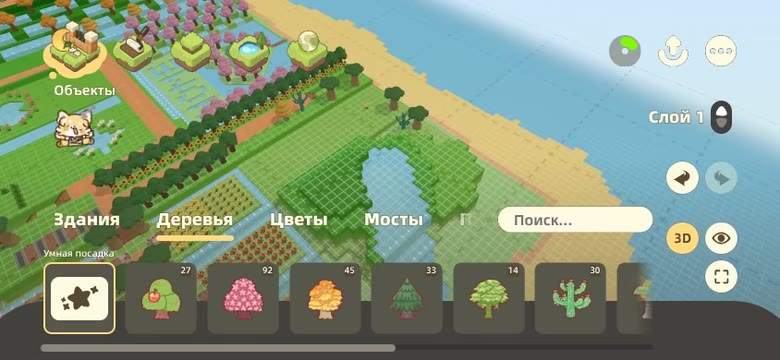 Объекты
Слой 1
Здания Деревья Цветы Мосты П
Поиск...
3D
Умная посадка
27 92 45 33 14 30